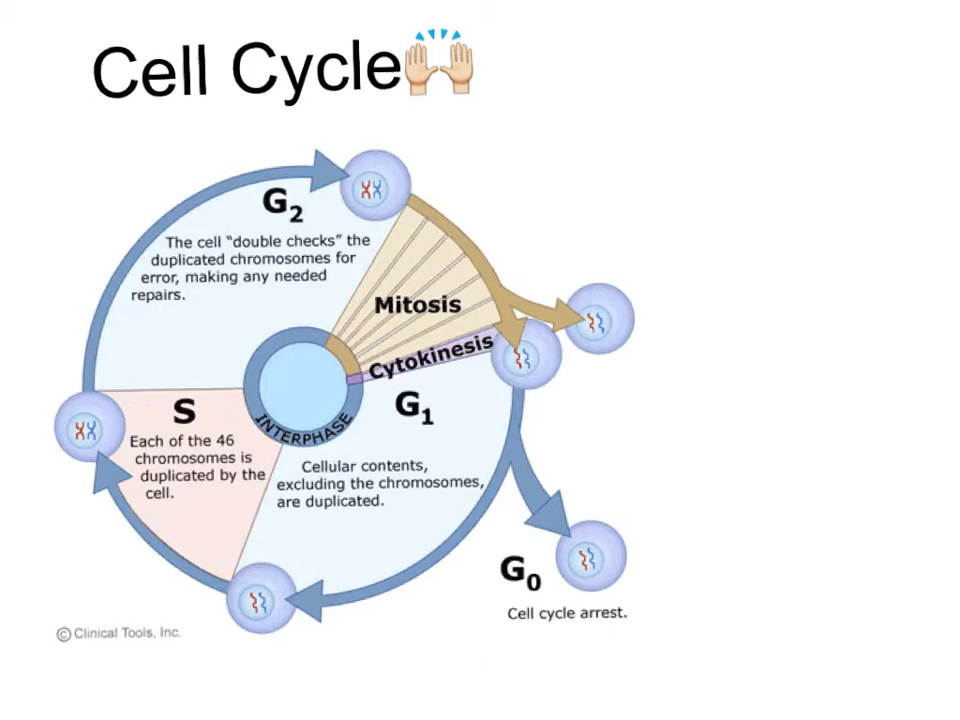 Cell Cycle🙌🏼
G2
The cell “double checks” the
duplicated chromosomes for
error, making any needed
repairs.
Mitosis
Cytokinesis
S
Each of the 46
chromosomes is
duplicated by the
cell.
INTERPHASE
G1
Cellular contents,
excluding the chromosomes,
are duplicated.
G0
Cell cycle arrest.
© Clinical Tools, Inc.